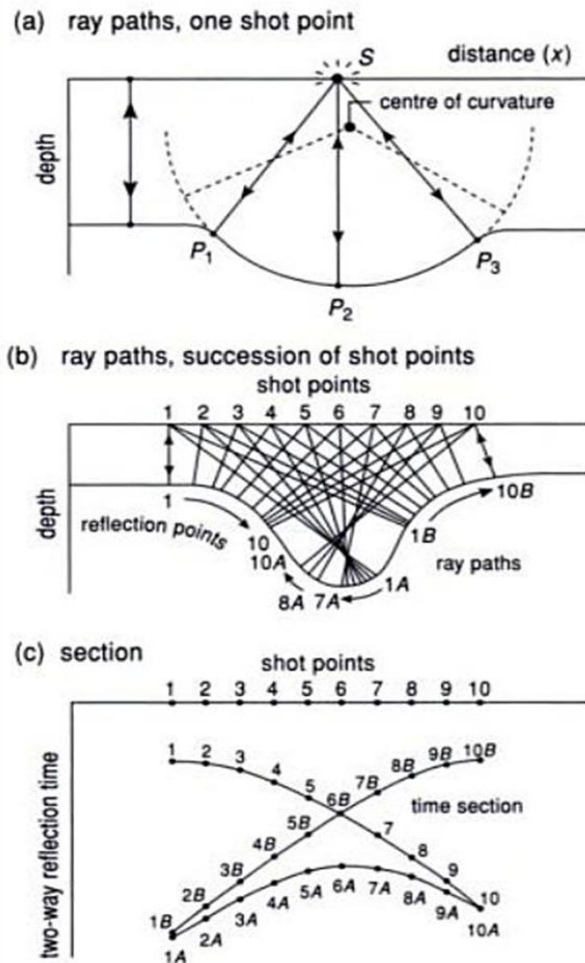 (a) ray paths, one shot point
S
distance (x)
centre of curvature
depth
P1
P3
P2
(b) ray paths, succession of shot points
shot points
1 2 3 4 5 6 7 8 9 10
depth
1
10B
reflection points
10
1B
10A
ray paths
1A
8A 7A
(c) section
shot points
1 2 3 4 5 6 7 8 9 10
two-way reflection time
1 2 3 4 5 6B 7B 8B 9B 10B
time section
5B 7
4B 8
3B 9
2B 10
1B
1A 2A 3A 4A 5A 6A 7A 8A 9A 10A